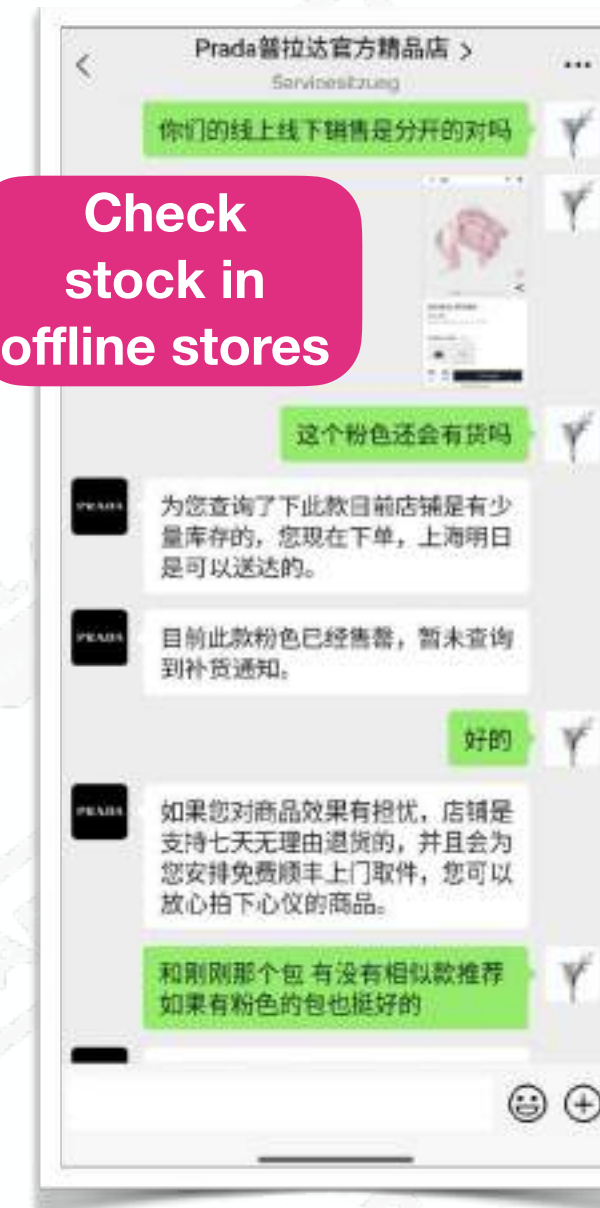 Prada普拉达官方精品店 >
Servicesitzung
你们的线上线下销售是分开的对吗
Check
stock in
offline stores
这个粉色还会有货吗
PRADA
为您查询了下此款目前店铺是有少
量库存的，您现在下单，上海明日
是可以送达的。
PRADA
目前此款粉色已经售罄，暂未查询
到补货通知。
好的
PRADA
如果您对商品效果有担忧，店铺是
支持七天无理由退货的，并且会为
您安排免费顺丰上门取件，您可以
放心拍下心仪的商品。
和刚刚那个包 有没有相似款推荐
如果有粉色的包也挺好的